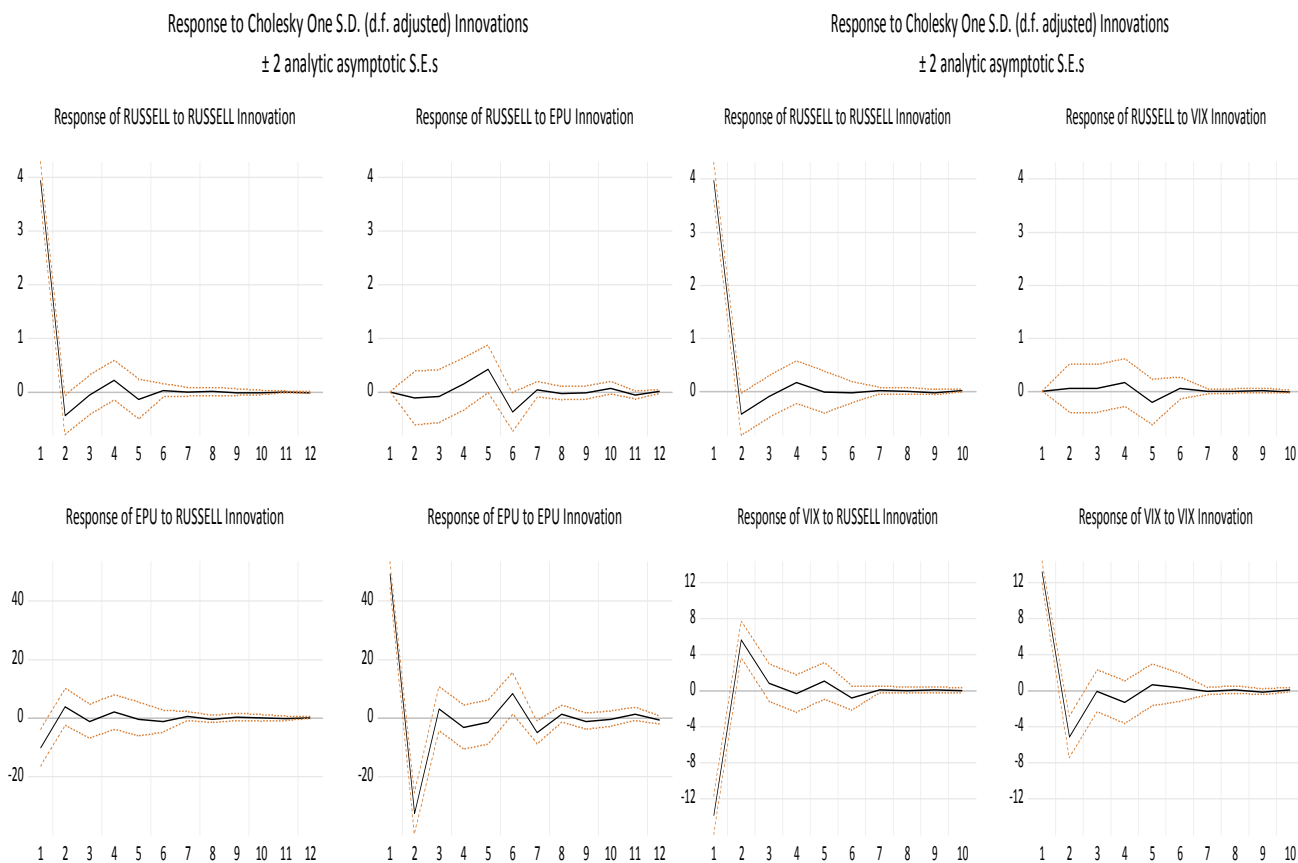 Response to Cholesky One S.D. (d.f. adjusted) Innovations
± 2 analytic asymptotic S.E.s
Response of RUSSELL to RUSSELL Innovation
4
3
2
1
0
1 2 3 4 5 6 7 8 9 10 11 12
Response of RUSSELL to EPU Innovation
4
3
2
1
0
1 2 3 4 5 6 7 8 9 10 11 12
Response of EPU to RUSSELL Innovation
40
20
0
-20
1 2 3 4 5 6 7 8 9 10 11 12
Response of EPU to EPU Innovation
40
20
0
-20
1 2 3 4 5 6 7 8 9 10 11 12
Response to Cholesky One S.D. (d.f. adjusted) Innovations
± 2 analytic asymptotic S.E.s
Response of RUSSELL to RUSSELL Innovation
4
3
2
1
0
1 2 3 4 5 6 7 8 9 10
Response of RUSSELL to VIX Innovation
4
3
2
1
0
1 2 3 4 5 6 7 8 9 10
Response of VIX to RUSSELL Innovation
12
8
4
0
-4
-8
-12
1 2 3 4 5 6 7 8 9 10
Response of VIX to VIX Innovation
12
8
4
0
-4
-8
-12
1 2 3 4 5 6 7 8 9 10